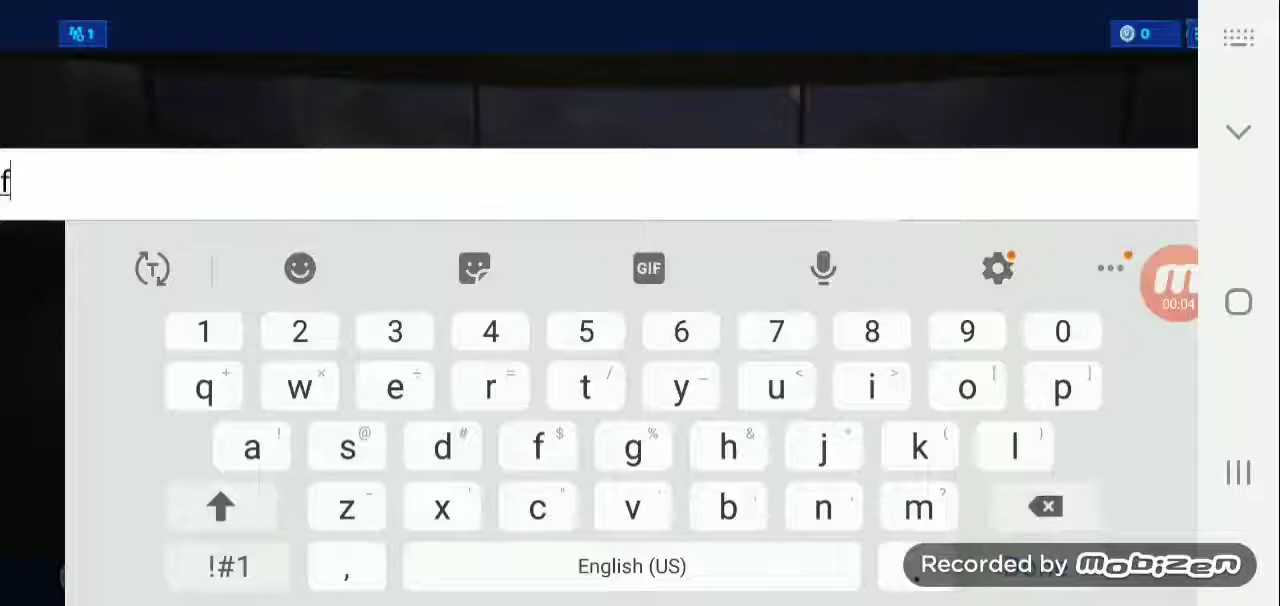 1
0
f
T
GIF
00:04
1 2 3 4 5 6 7 8 9 0
q + w × e ÷ r = t / y _ u < i > o [ p ]
a ! s @ d # f $ g % h & j * k ( l )
z - x ' c " v b n m ?
!#1 , English (US) .
Recorded by mobizen